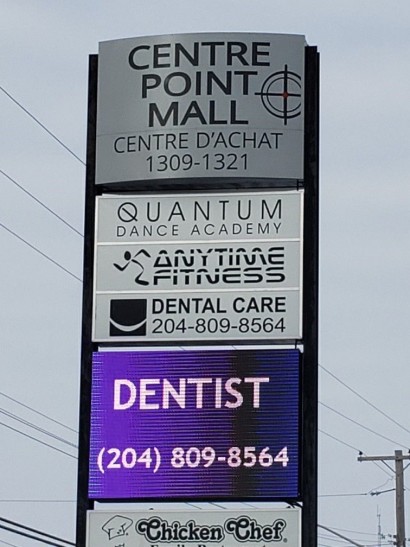 CENTRE
POINT
MALL
CENTRE D'ACHAT
1309-1321
QUANTUM
DANCE ACADEMY
ANYTIME
FITNESS
DENTAL CARE
204-809-8564
DENTIST
(204) 809-8564
Chicken Chef
Family